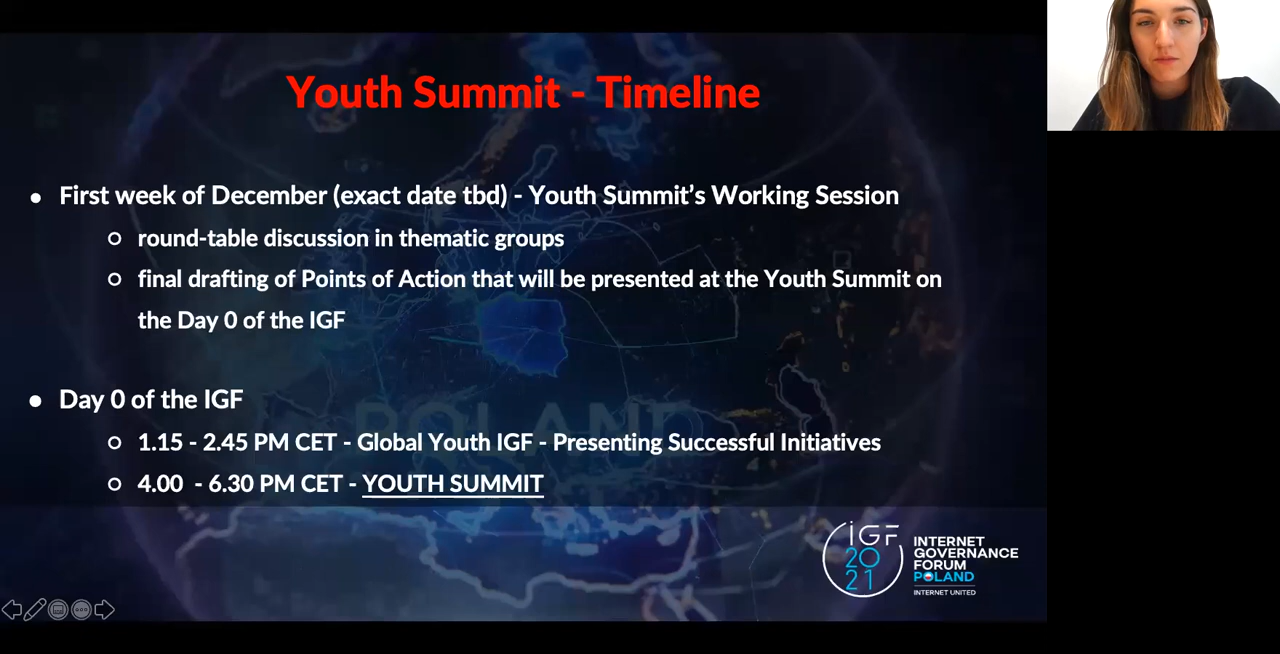 Youth Summit - Timeline
• First week of December (exact date tbd) - Youth Summit’s Working Session
○ round-table discussion in thematic groups
○ final drafting of Points of Action that will be presented at the Youth Summit on
the Day 0 of the IGF
• Day 0 of the IGF
○ 1.15 - 2.45 PM CET - Global Youth IGF - Presenting Successful Initiatives
○ 4.00 - 6.30 PM CET - YOUTH SUMMIT
POLAND
iGF
20
21
INTERNET
GOVERNANCE
FORUM
POLAND
INTERNET UNITED